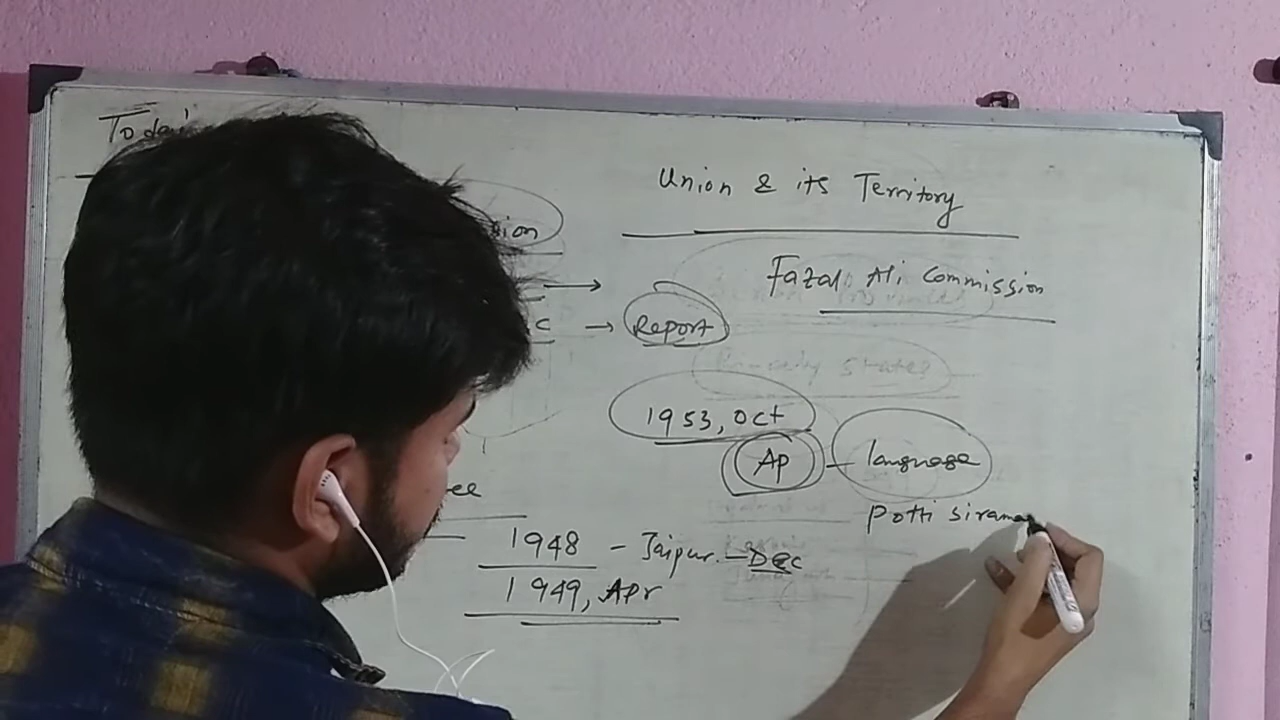 Today
Union & its Territory
Fazal Ali Commission
→
c → Report
1953, Oct
AP - language
Potti sirama
1948 - Jaipur - Dec
1949, Apr